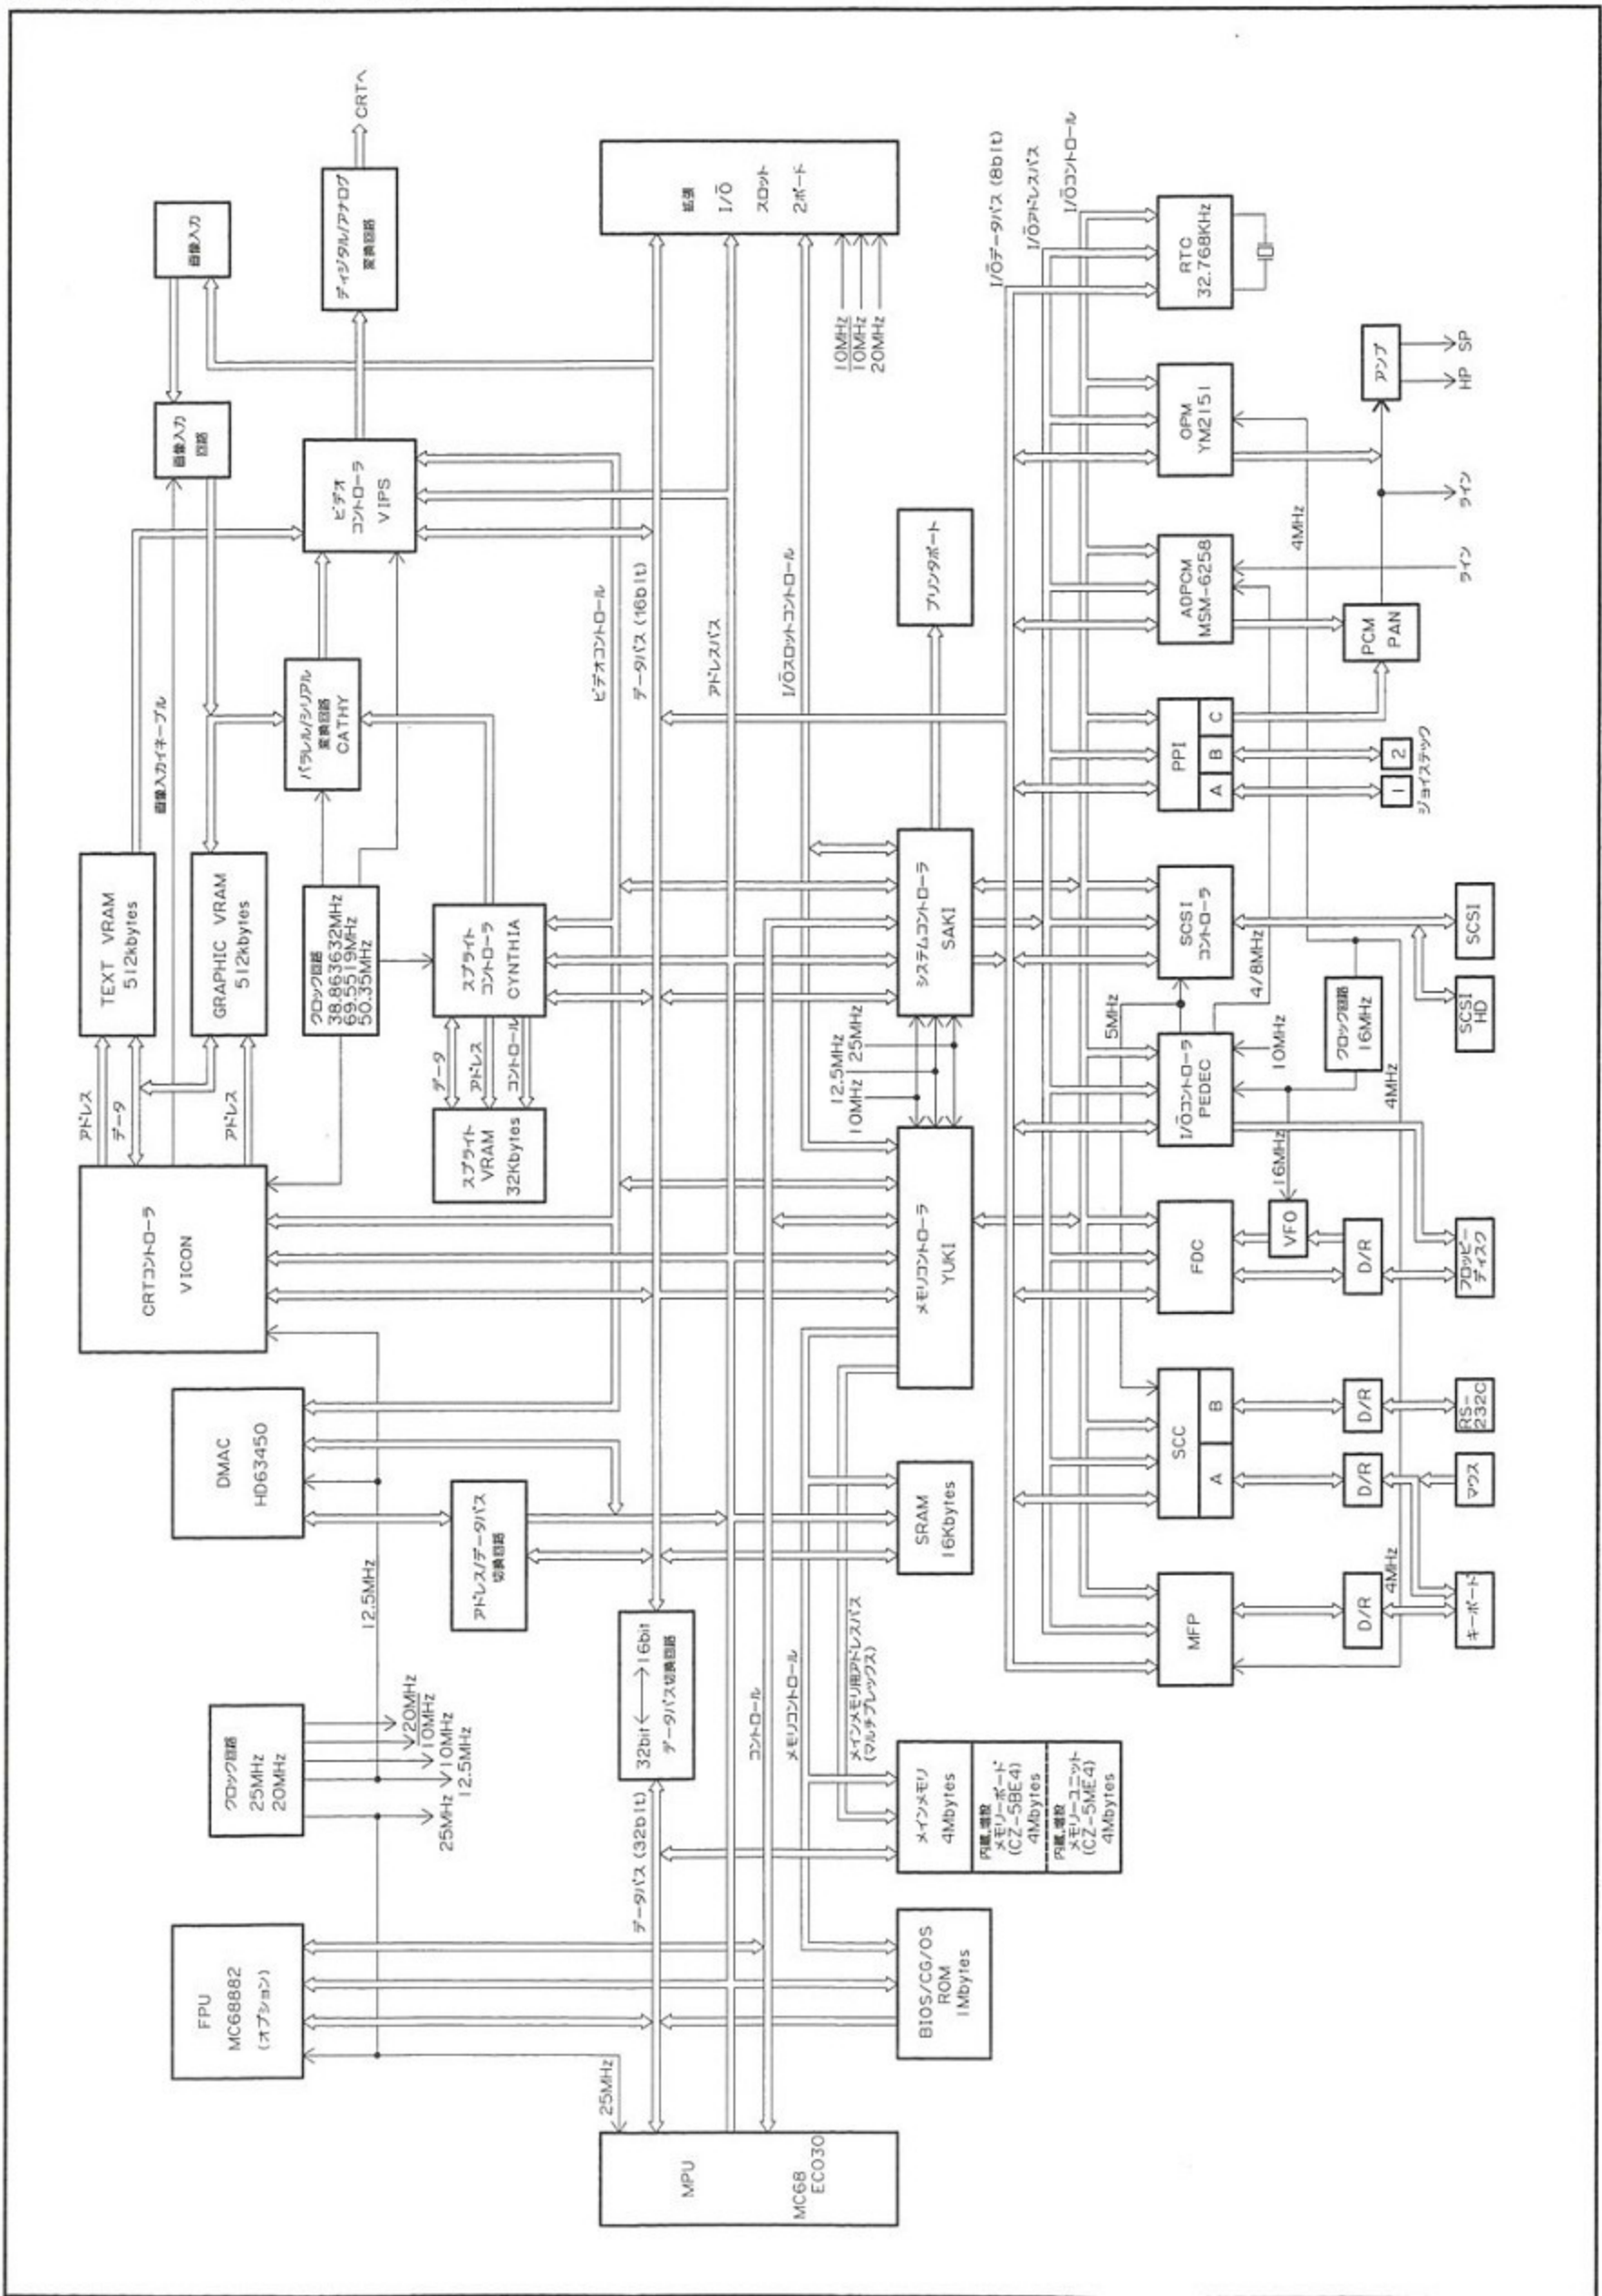 FPU
MC68882
(オプション)
クロック回路
25MHz
20MHz
25MHz
20MHz
10MHz
10MHz
12.5MHz
12.5MHz
DMAC
HD63450
アドレス/データバス
切換回路
CRTコントローラ
VICON
アドレス
データ
アドレス
TEXT VRAM
512kbytes
GRAPHIC VRAM
512kbytes
画像入力イネーブル
クロック回路
38.863632MHz
69.5519MHz
50.35MHz
パラレル/シリアル
変換回路
CATHY
スプライト
コントローラ
CYNTHIA
データ
アドレス
コントロール
スプライト
VRAM
32Kbytes
画像入力
回路
画像入力
ビデオ
コントローラ
VIPS
ディジタル/アナログ
変換回路
CRTへ
MPU
MC68
EC030
25MHz
データバス(32bit)
32bit⟷16bit
データバス切換回路
ビデオコントロール
データバス(16bit)
アドレスバス
I/Oスロットコントロール
拡張
I/O
スロット
2ボード
10MHz
10MHz
20MHz
コントロール
メモリコントロール
メインメモリ用アドレスバス
(マルチプレックス)
BIOS/CG/OS
ROM
1Mbytes
メインメモリ
4Mbytes
内蔵.増設
メモリーボード
(CZ-5BE4)
4Mbytes
内蔵.増設
メモリーユニット
(CZ-5ME4)
4Mbytes
SRAM
16Kbytes
メモリコントローラ
YUKI
12.5MHz
10MHz
25MHz
システムコントローラ
SAKI
プリンタポート
I/Oデータバス(8bit)
I/Oアドレスバス
I/Oコントロール
MFP
SCC
A
B
FDC
I/Oコントローラ
PEDEC
SCSI
コントローラ
PPI
A
B
C
ADPCM
MSM-6258
OPM
YM2151
RTC
32.768KHz
5MHz
16MHz
10MHz
4/8MHz
4MHz
4MHz
4MHz
VFO
クロック回路
16MHz
D/R
D/R
D/R
D/R
PCM
PAN
アンプ
キーボード
マウス
RS-
232C
フロッピー
ディスク
SCSI
HD
SCSI
1
2
ジョイステック
ライン
ライン
HP
SP